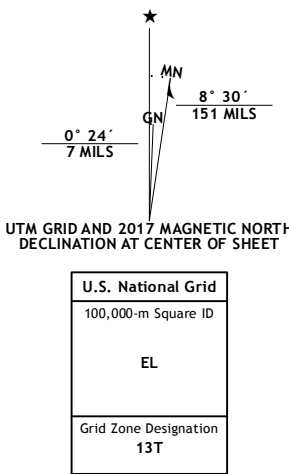 MN
GN
8° 30´
151 MILS
0° 24´
7 MILS
UTM GRID AND 2017 MAGNETIC NORTH
DECLINATION AT CENTER OF SHEET
U.S. National Grid
100,000-m Square ID
EL
Grid Zone Designation
13T